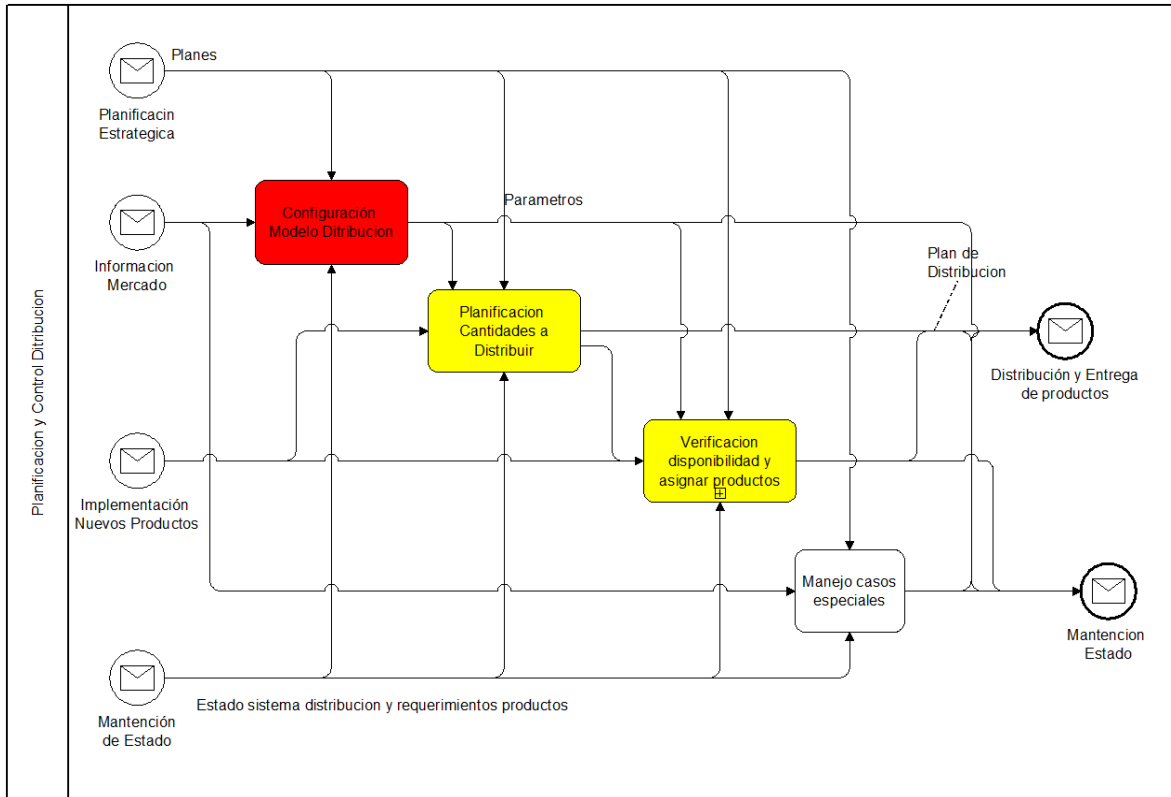 Planificacion y Control Ditribucion
Planes
Planificacin
Estrategica
Configuración
Modelo Ditribucion
Parametros
Informacion
Mercado
Plan de
Distribucion
Planificacion
Cantidades a
Distribuir
Distribución y Entrega
de productos
Verificacion
disponibilidad y
asignar productos
Implementación
Nuevos Productos
Manejo casos
especiales
Mantencion
Estado
Mantención
de Estado
Estado sistema distribucion y requerimientos productos